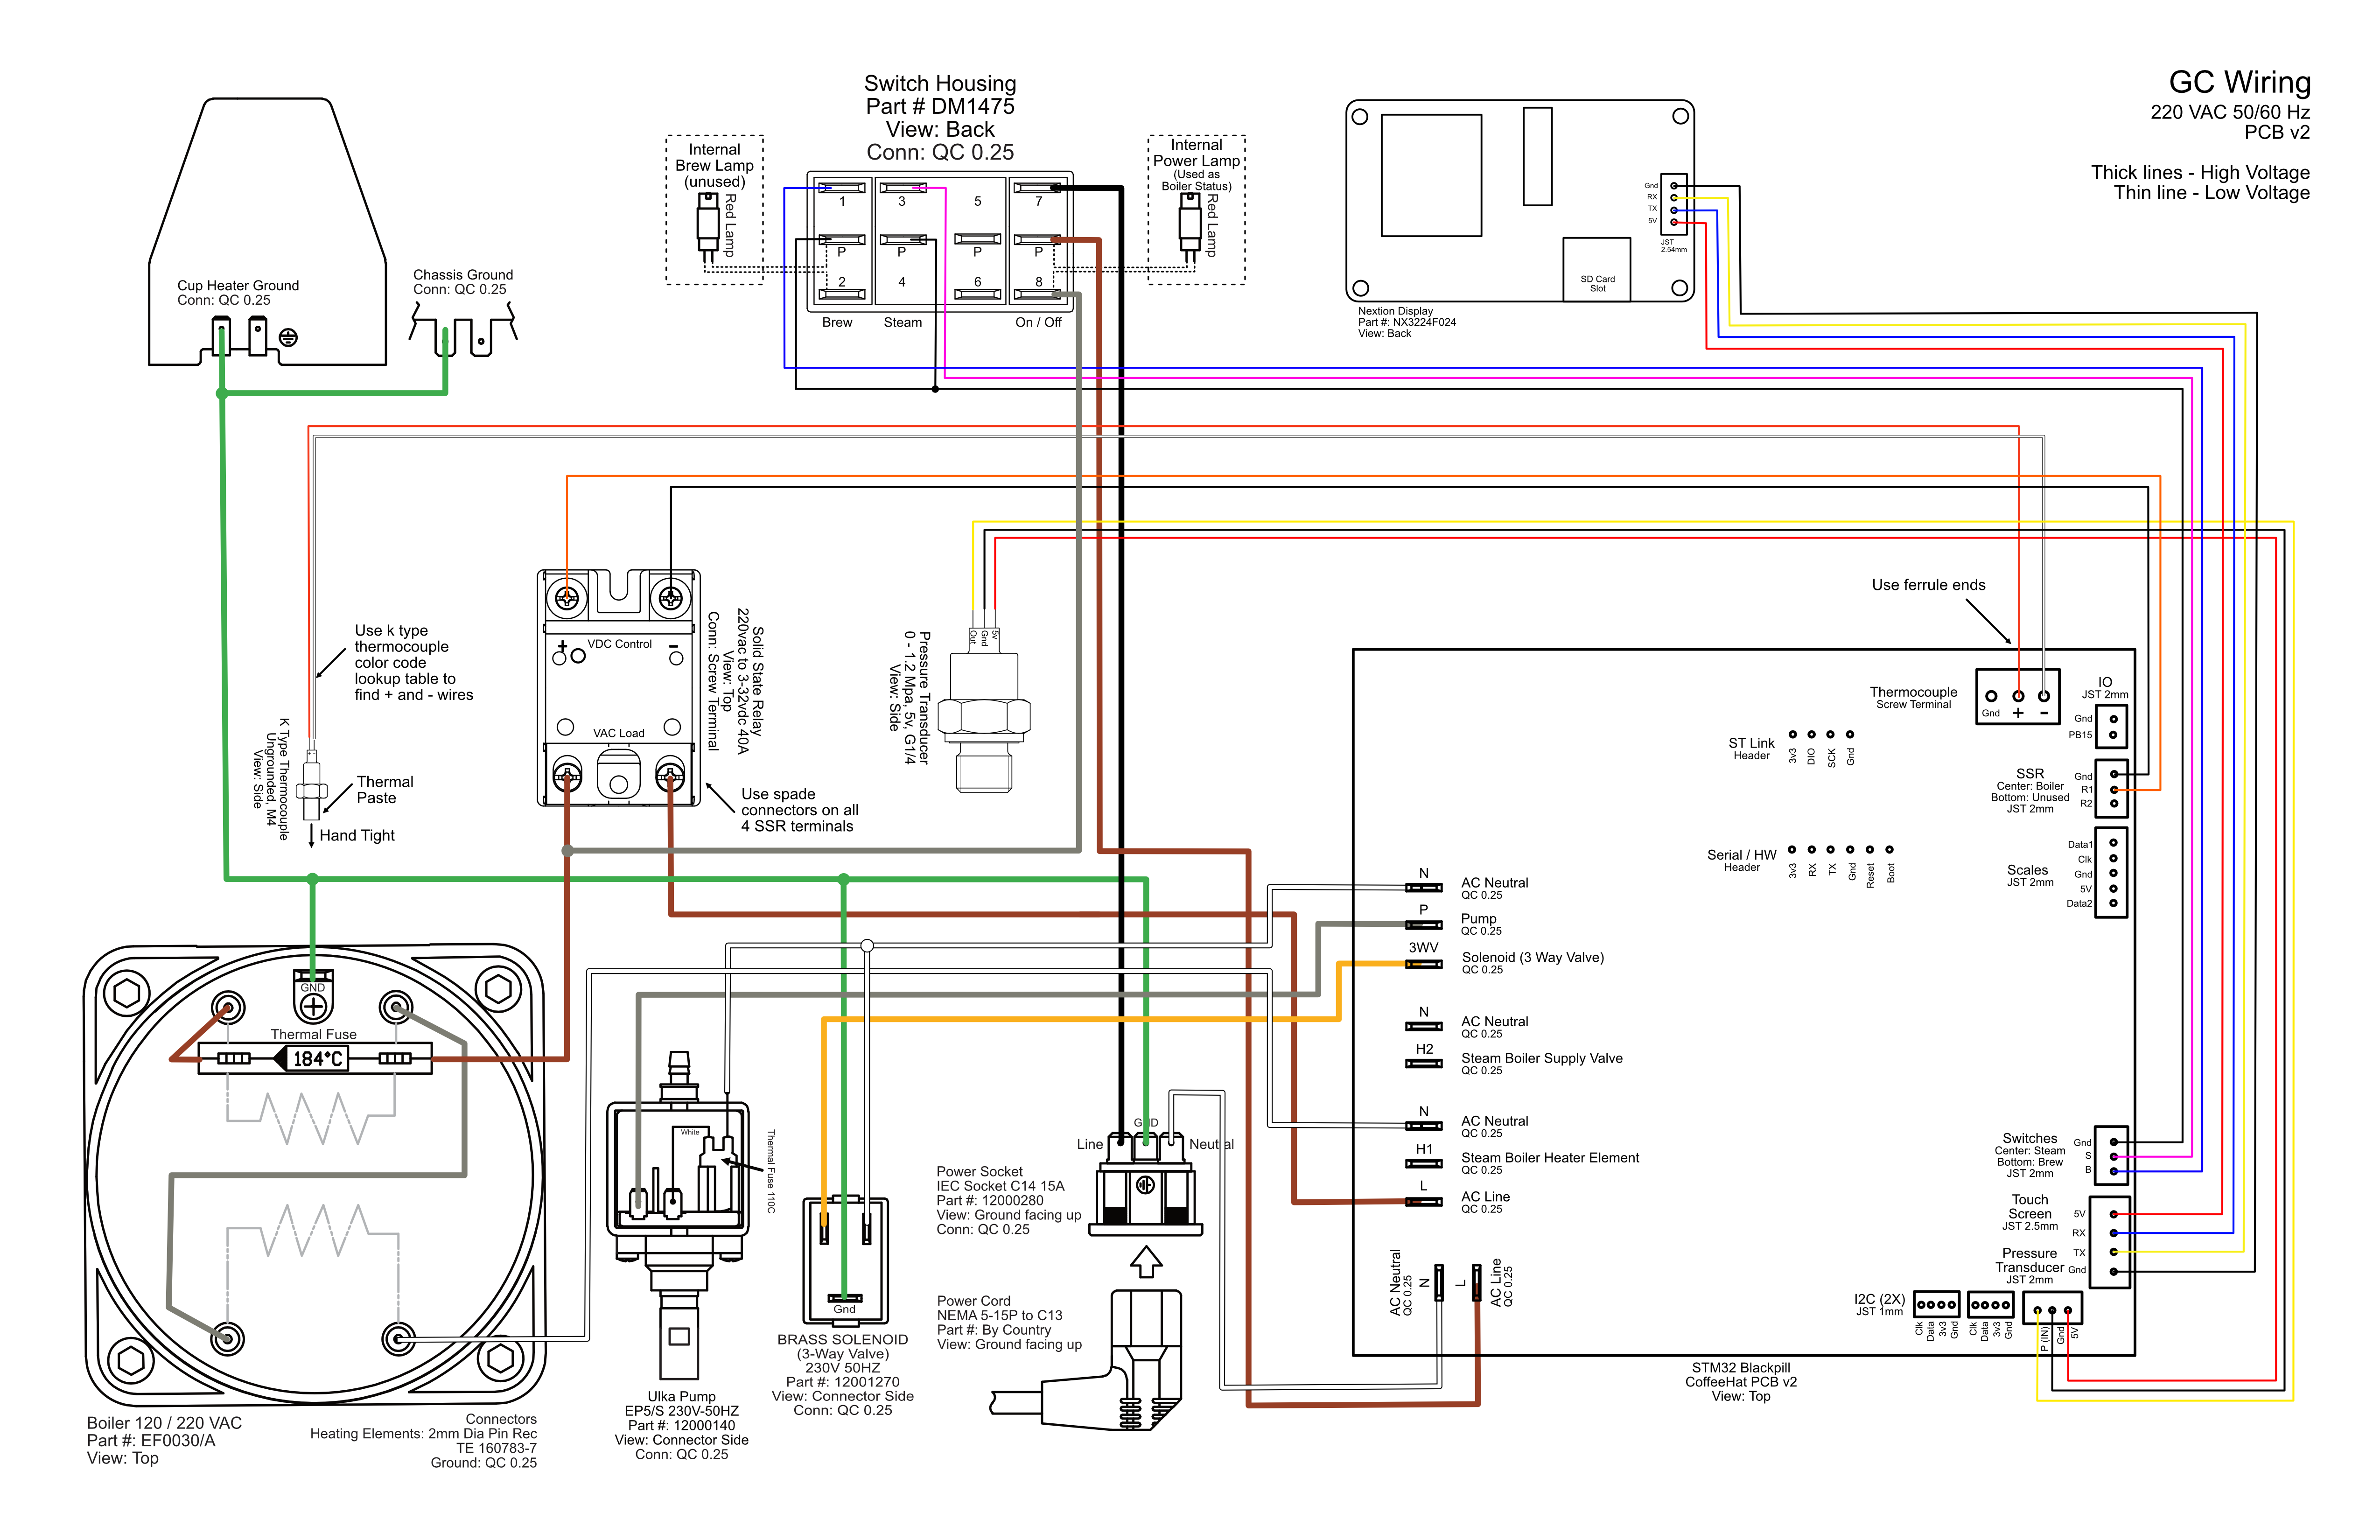 GC Wiring
220 VAC 50/60 Hz
PCB v2
Thick lines - High Voltage
Thin line - Low Voltage
Switch Housing
Part # DM1475
View: Back
Conn: QC 0.25
Internal
Brew Lamp
(unused)
Red Lamp
Internal
Power Lamp
(Used as
Boiler Status)
Red Lamp
1
3
5
7
P
P
P
P
2
4
6
8
Brew
Steam
On / Off
Gnd
RX
TX
5V
JST
2.54mm
SD Card
Slot
Nextion Display
Part #: NX3224F024
View: Back
Cup Heater Ground
Conn: QC 0.25
Chassis Ground
Conn: QC 0.25
Use k type
thermocouple
color code
lookup table to
find + and - wires
K Type Thermocouple
Ungrounded, M4
View: Side
Thermal
Paste
Hand Tight
+
VDC Control
-
VAC Load
Solid State Relay
220vac to 3-32vdc 40A
View: Top
Conn: Screw Terminal
Use spade
connectors on all
4 SSR terminals
Out
Gnd
5v
Pressure Transducer
0 - 1.2 Mpa, 5v, G1/4
View: Side
Use ferrule ends
Thermocouple
Screw Terminal
Gnd
+
-
IO
JST 2mm
Gnd
PB15
ST Link
Header
3v3
DIO
SCK
Gnd
SSR
Center: Boiler
Bottom: Unused
JST 2mm
Gnd
R1
R2
Serial / HW
Header
3v3
RX
TX
Gnd
Reset
Boot
Scales
JST 2mm
Data1
Clk
Gnd
5V
Data2
N
AC Neutral
QC 0.25
P
Pump
QC 0.25
3WV
Solenoid (3 Way Valve)
QC 0.25
N
AC Neutral
QC 0.25
H2
Steam Boiler Supply Valve
QC 0.25
N
AC Neutral
QC 0.25
H1
Steam Boiler Heater Element
QC 0.25
L
AC Line
QC 0.25
AC Neutral
QC 0.25
N
L
AC Line
QC 0.25
Switches
Center: Steam
Bottom: Brew
JST 2mm
Gnd
S
B
Touch
Screen
JST 2.5mm
5V
RX
TX
Gnd
Pressure
Transducer
JST 2mm
I2C (2X)
JST 1mm
Clk
Data
3v3
Gnd
Clk
Data
3v3
Gnd
P (IN)
Gnd
5V
STM32 Blackpill
CoffeeHat PCB v2
View: Top
GND
Thermal Fuse
184°C
Boiler 120 / 220 VAC
Part #: EF0030/A
View: Top
Connectors
Heating Elements: 2mm Dia Pin Rec
TE 160783-7
Ground: QC 0.25
White
Thermal Fuse 110C
Ulka Pump
EP5/S 230V-50HZ
Part #: 12000140
View: Connector Side
Conn: QC 0.25
Gnd
BRASS SOLENOID
(3-Way Valve)
230V 50HZ
Part #: 12001270
View: Connector Side
Conn: QC 0.25
GND
Line
Neutral
Power Socket
IEC Socket C14 15A
Part #: 12000280
View: Ground facing up
Conn: QC 0.25
Power Cord
NEMA 5-15P to C13
Part #: By Country
View: Ground facing up